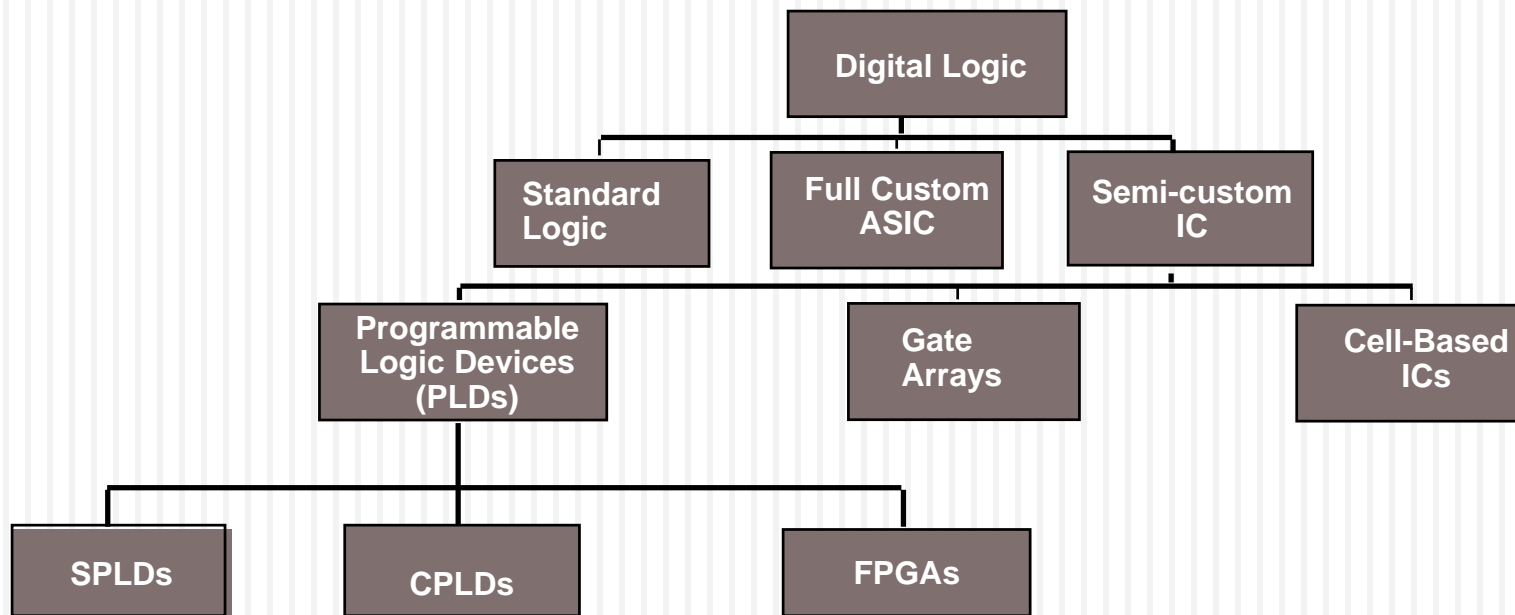 Digital Logic
Standard
Logic
Full Custom
ASIC
Semi-custom
IC
Programmable
Logic Devices
(PLDs)
Gate
Arrays
Cell-Based
ICs
SPLDs
CPLDs
FPGAs